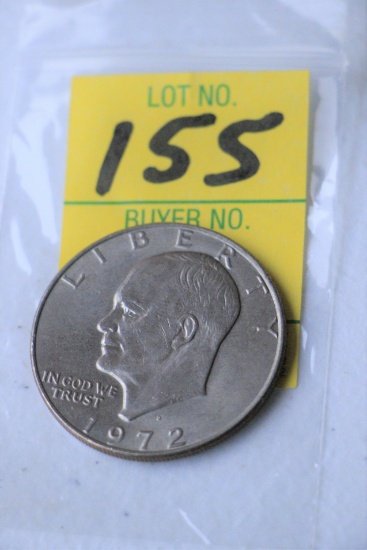 LOT NO.
155
BUYER NO.
LIBERTY
IN GOD WE
TRUST
1972